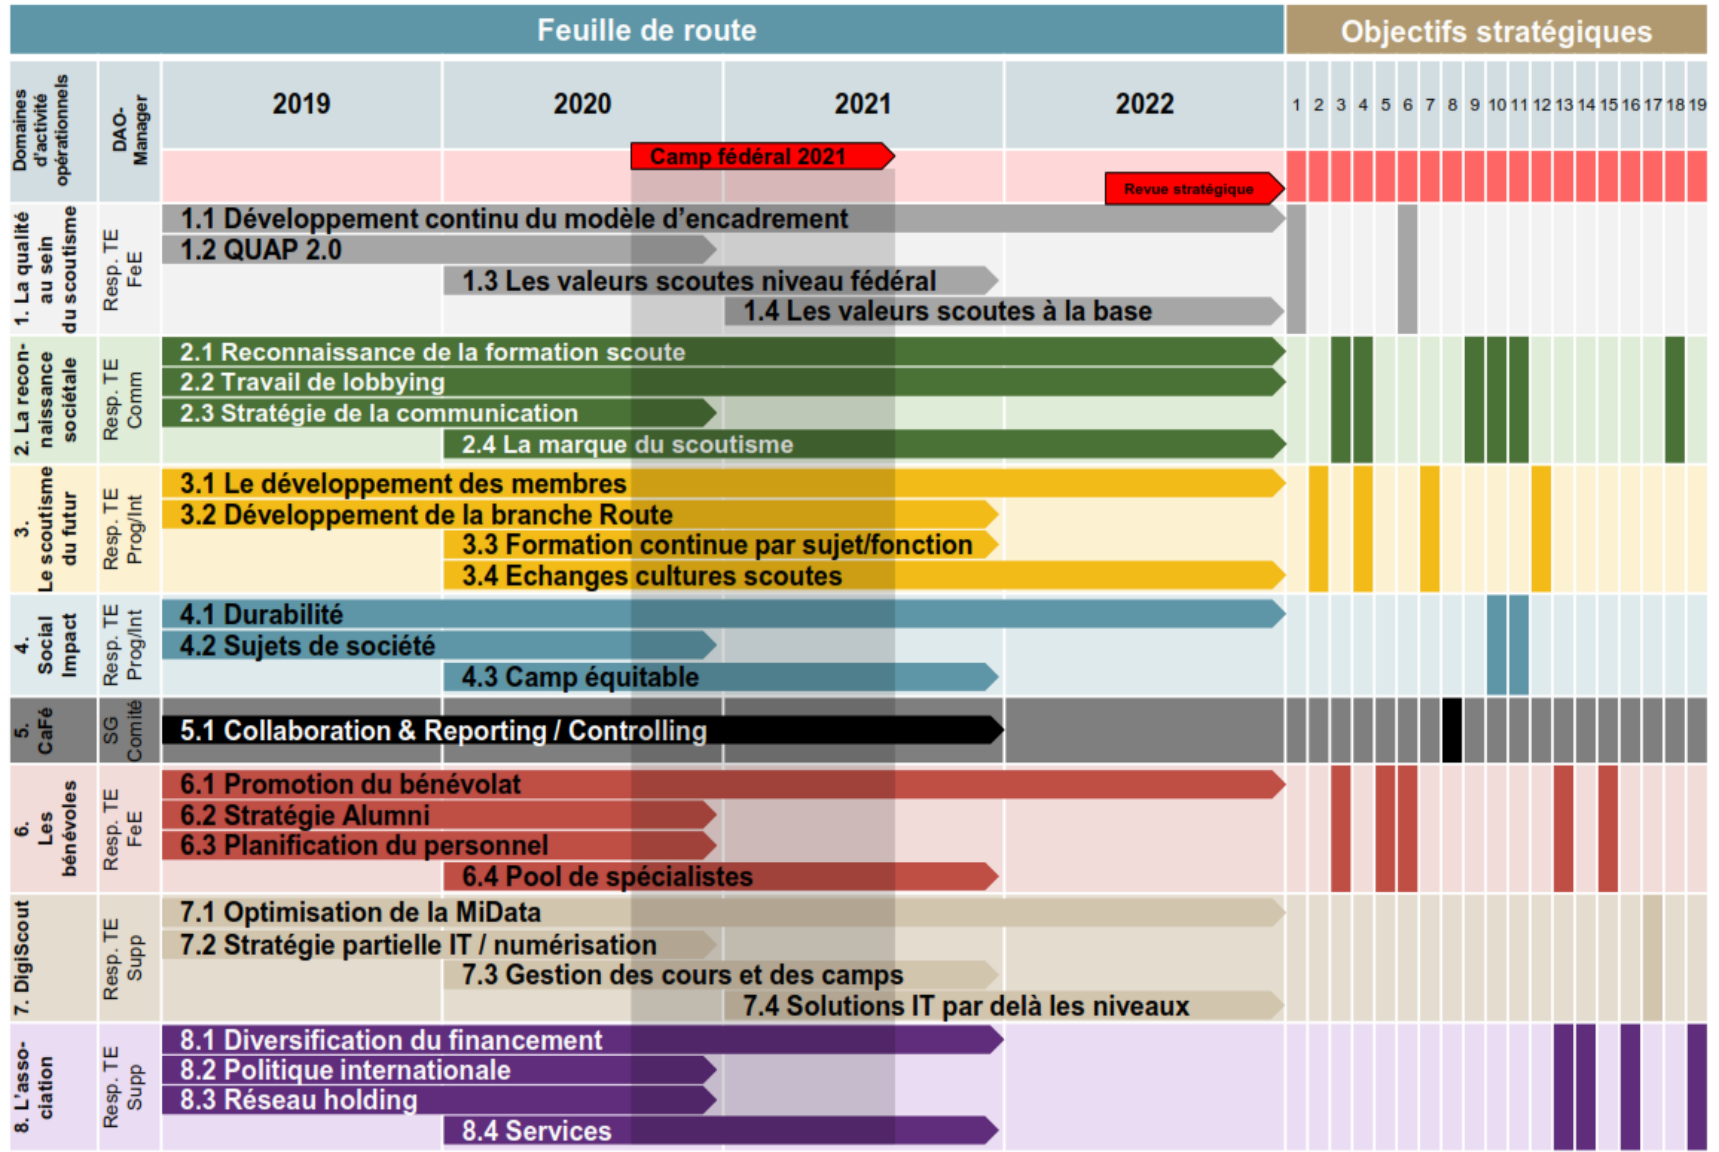 Feuille de route
Objectifs stratégiques
Domaines
d'activité
opérationnels
DAO-
Manager
2019
2020
2021
2022
1 2 3 4 5 6 7 8 9 10 11 12 13 14 15 16 17 18 19
Camp fédéral 2021
Revue stratégique
1. La qualité
au sein
du scoutisme
Resp. TE
FeE
1.1 Développement continu du modèle d'encadrement
1.2 QUAP 2.0
1.3 Les valeurs scoutes niveau fédéral
1.4 Les valeurs scoutes à la base
2. La recon-
naissance
sociétale
Resp. TE
Comm
2.1 Reconnaissance de la formation scoute
2.2 Travail de lobbying
2.3 Stratégie de la communication
2.4 La marque du scoutisme
3.
Le scoutisme
du futur
Resp. TE
Prog/Int
3.1 Le développement des membres
3.2 Développement de la branche Route
3.3 Formation continue par sujet/fonction
3.4 Echanges cultures scoutes
4.
Social
Impact
Resp. TE
Prog/Int
4.1 Durabilité
4.2 Sujets de société
4.3 Camp équitable
5.
CaFé
SG
Comité
5.1 Collaboration & Reporting / Controlling
6.
Les
bénévoles
Resp. TE
FeE
6.1 Promotion du bénévolat
6.2 Stratégie Alumni
6.3 Planification du personnel
6.4 Pool de spécialistes
7. DigiScout
Resp. TE
Supp
7.1 Optimisation de la MiData
7.2 Stratégie partielle IT / numérisation
7.3 Gestion des cours et des camps
7.4 Solutions IT par delà les niveaux
8. L'asso-
ciation
Resp. TE
Supp
8.1 Diversification du financement
8.2 Politique internationale
8.3 Réseau holding
8.4 Services